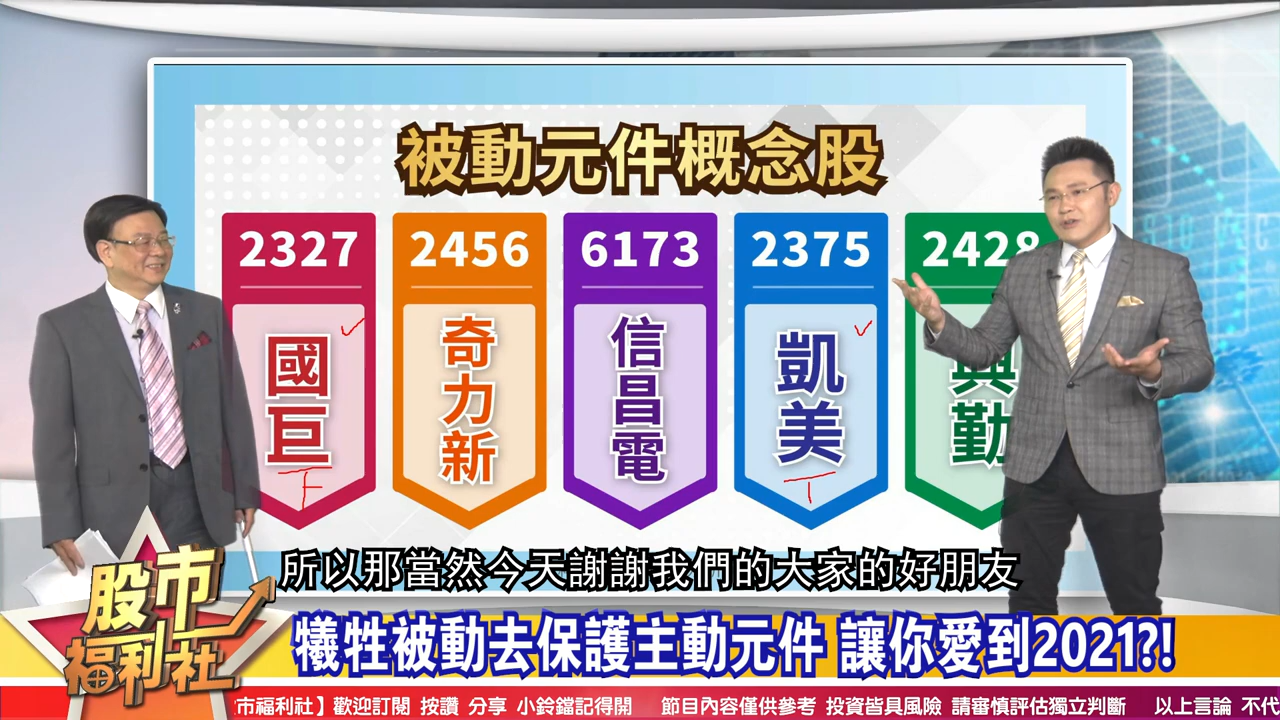 被動元件概念股
2327
國巨
2456
奇力新
6173
信昌電
2375
凱美
2428
興勤
所以那當然今天謝謝我們的大家的好朋友
犧牲被動去保護主動元件 讓你愛到2021?!
股市
福利社
市福利社】歡迎訂閱 按讚 分享 小鈴鐺記得開 節目內容僅供參考 投資皆具風險 請審慎評估獨立判斷 以上言論 不代